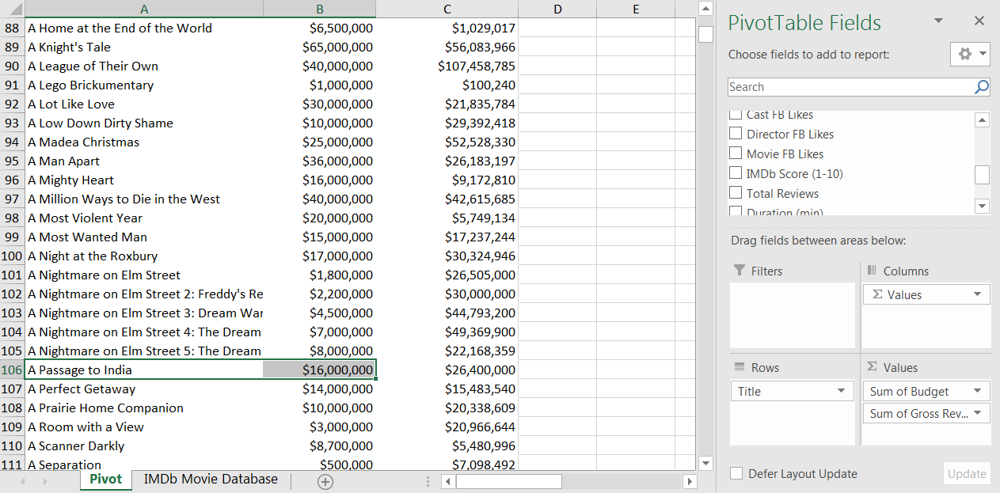 A B C D E
88 A Home at the End of the World $6,500,000 $1,029,017
89 A Knight's Tale $65,000,000 $56,083,966
90 A League of Their Own $40,000,000 $107,458,785
91 A Lego Brickumentary $1,000,000 $100,240
92 A Lot Like Love $30,000,000 $21,835,784
93 A Low Down Dirty Shame $10,000,000 $29,392,418
94 A Madea Christmas $25,000,000 $52,528,330
95 A Man Apart $36,000,000 $26,183,197
96 A Mighty Heart $16,000,000 $9,172,810
97 A Million Ways to Die in the West $40,000,000 $42,615,685
98 A Most Violent Year $20,000,000 $5,749,134
99 A Most Wanted Man $15,000,000 $17,237,244
100 A Night at the Roxbury $17,000,000 $30,324,946
101 A Nightmare on Elm Street $1,800,000 $26,505,000
102 A Nightmare on Elm Street 2: Freddy's Re $2,200,000 $30,000,000
103 A Nightmare on Elm Street 3: Dream War $4,500,000 $44,793,200
104 A Nightmare on Elm Street 4: The Dream $7,000,000 $49,369,900
105 A Nightmare on Elm Street 5: The Dream $8,000,000 $22,168,359
106 A Passage to India $16,000,000 $26,400,000
107 A Perfect Getaway $14,000,000 $15,483,540
108 A Prairie Home Companion $10,000,000 $20,338,609
109 A Room with a View $3,000,000 $20,966,644
110 A Scanner Darkly $8,700,000 $5,480,996
111 A Separation $500,000 $7,098,492
Pivot IMDb Movie Database
PivotTable Fields
Choose fields to add to report:
Search
Cast FB Likes
Director FB Likes
Movie FB Likes
IMDb Score (1-10)
Total Reviews
Duration (min)
Drag fields between areas below:
Filters
Columns
Σ Values
Rows
Title
Σ Values
Sum of Budget
Sum of Gross Rev...
Defer Layout Update
Update